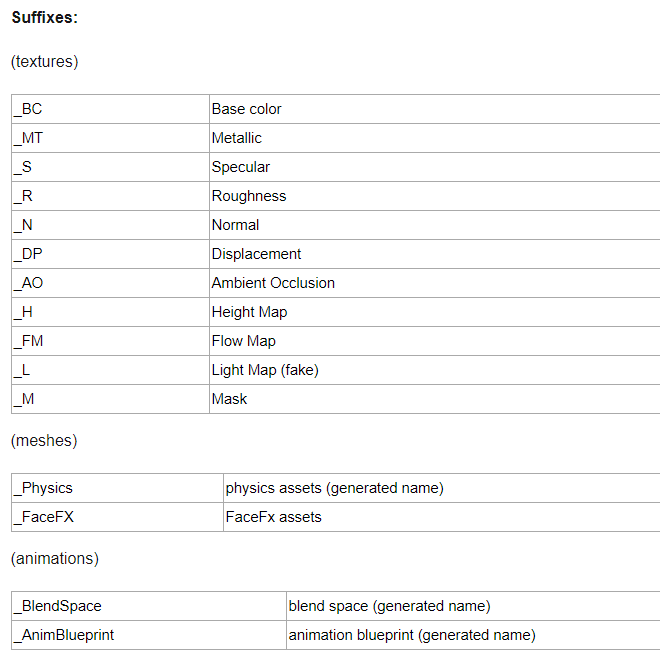 Suffixes:
(textures)
_BC Base color
_MT Metallic
_S Specular
_R Roughness
_N Normal
_DP Displacement
_AO Ambient Occlusion
_H Height Map
_FM Flow Map
_L Light Map (fake)
_M Mask
(meshes)
_Physics physics assets (generated name)
_FaceFX FaceFx assets
(animations)
_BlendSpace blend space (generated name)
_AnimBlueprint animation blueprint (generated name)